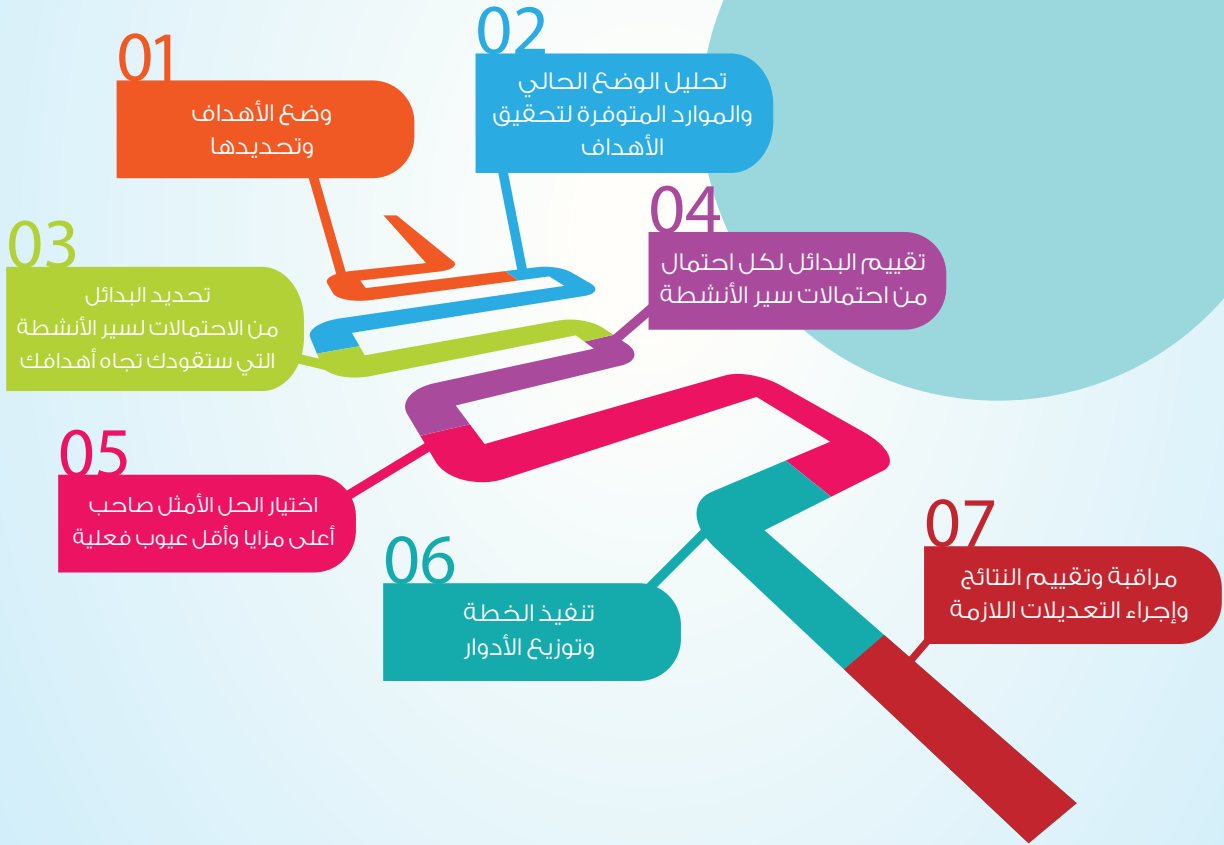 01
وضع الأهداف
وتحديدها
02
تحليل الوضع الحالي
والموارد المتوفرة لتحقيق
الأهداف
03
تحديد البدائل
من الاحتمالات لسير الأنشطة
التي ستقودك تجاه أهدافك
04
تقييم البدائل لكل احتمال
من احتمالات سير الأنشطة
05
اختيار الحل الأمثل صاحب
أعلى مزايا وأقل عيوب فعلية
06
تنفيذ الخطة
وتوزيع الأدوار
07
مراقبة وتقييم النتائج
وإجراء التعديلات اللازمة